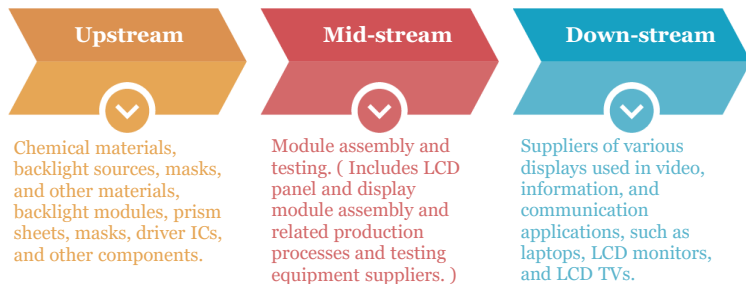 Upstream
Chemical materials,
backlight sources, masks,
and other materials,
backlight modules, prism
sheets, masks, driver ICs,
and other components.
Mid-stream
Module assembly and
testing. ( Includes LCD
panel and display
module assembly and
related production
processes and testing
equipment suppliers. )
Down-stream
Suppliers of various
displays used in video,
information, and
communication
applications, such as
laptops, LCD monitors,
and LCD TVs.